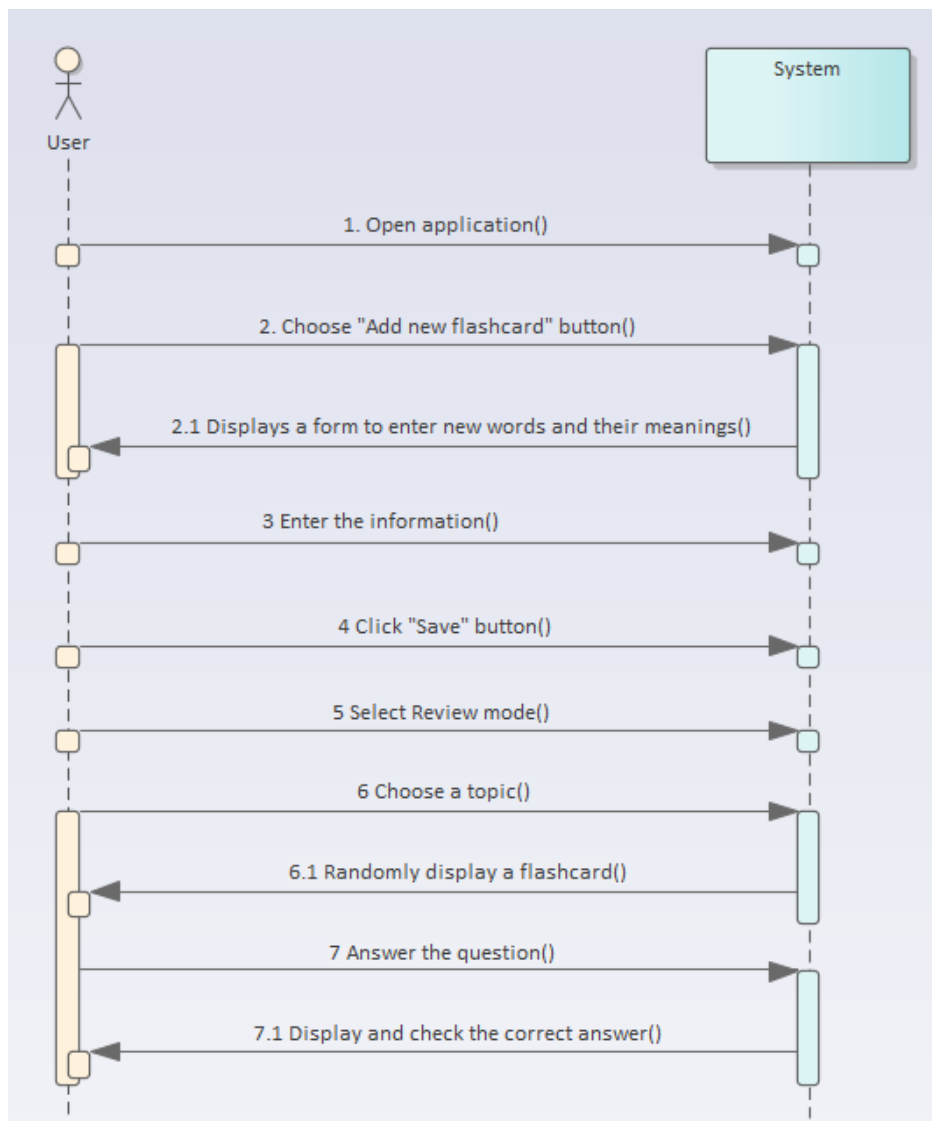 System
User
1. Open application()
2. Choose "Add new flashcard" button()
2.1 Displays a form to enter new words and their meanings()
3 Enter the information()
4 Click "Save" button()
5 Select Review mode()
6 Choose a topic()
6.1 Randomly display a flashcard()
7 Answer the question()
7.1 Display and check the correct answer()